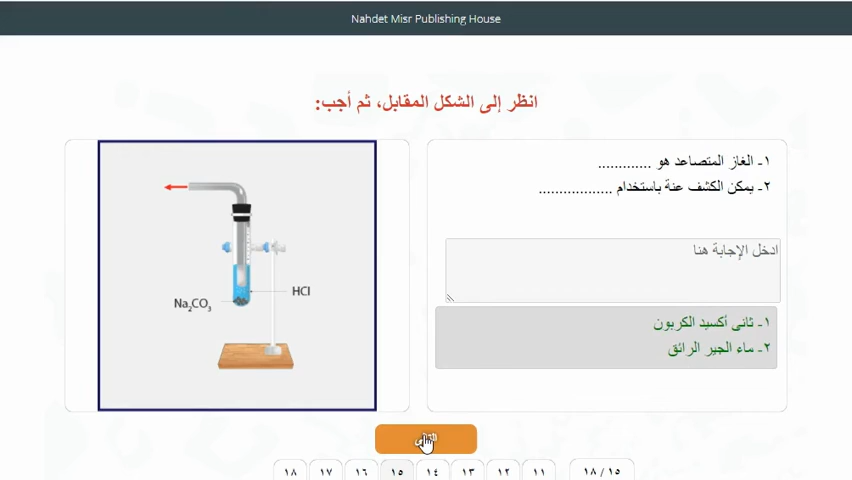 Nahdet Misr Publishing House
انظر إلى الشكل المقابل، ثم أجب:
١- الغاز المتصاعد هو .............
٢- يمكن الكشف عنة باستخدام ..................
ادخل الإجابة هنا
١- ثانى أكسيد الكربون
٢- ماء الجير الرائق
HCl
Na₂CO₃
١٨ ١٧ ١٦ ١٥ ١٤ ١٣ ١٢ ١١ ١٨ / ١٥